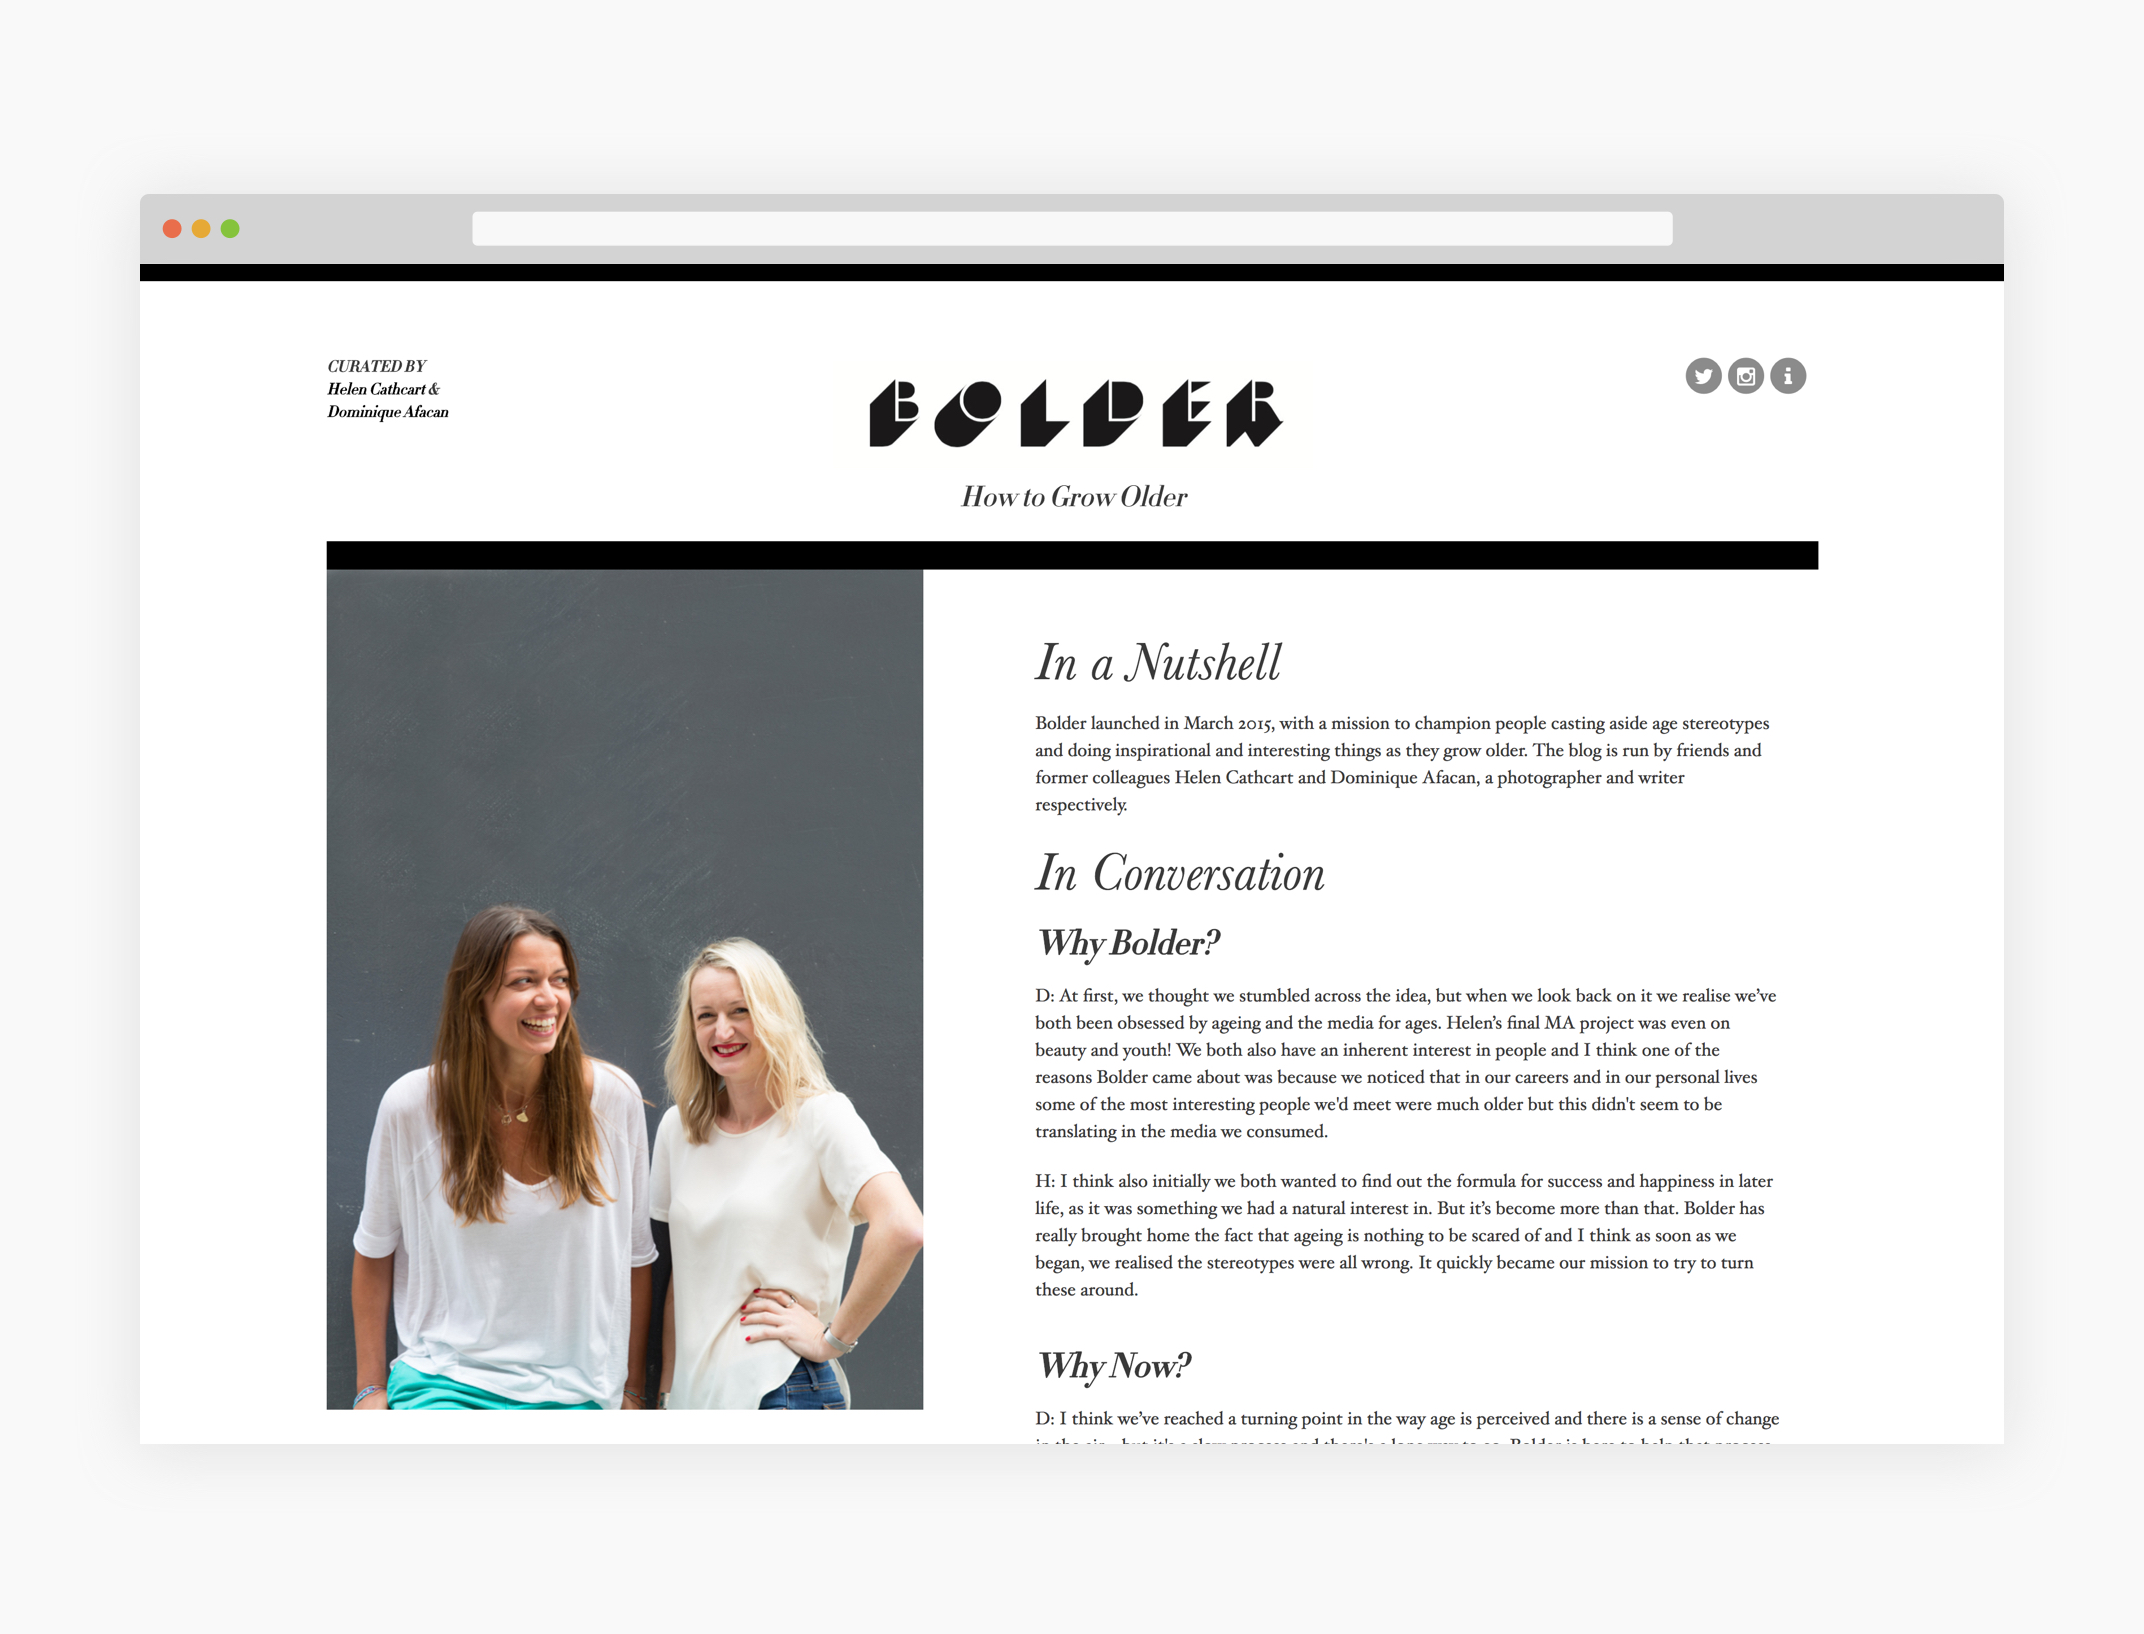 CURATED BY
Helen Cathcart &
Dominique Afacan
BOLDER
How to Grow Older
In a Nutshell
Bolder launched in March 2015, with a mission to champion people casting aside age stereotypes
and doing inspirational and interesting things as they grow older. The blog is run by friends and
former colleagues Helen Cathcart and Dominique Afacan, a photographer and writer
respectively.
In Conversation
Why Bolder?
D: At first, we thought we stumbled across the idea, but when we look back on it we realise we’ve
both been obsessed by ageing and the media for ages. Helen’s final MA project was even on
beauty and youth! We both also have an inherent interest in people and I think one of the
reasons Bolder came about was because we noticed that in our careers and in our personal lives
some of the most interesting people we'd meet were much older but this didn't seem to be
translating in the media we consumed.
H: I think also initially we both wanted to find out the formula for success and happiness in later
life, as it was something we had a natural interest in. But it’s become more than that. Bolder has
really brought home the fact that ageing is nothing to be scared of and I think as soon as we
began, we realised the stereotypes were all wrong. It quickly became our mission to try to turn
these around.
Why Now?
D: I think we’ve reached a turning point in the way age is perceived and there is a sense of change